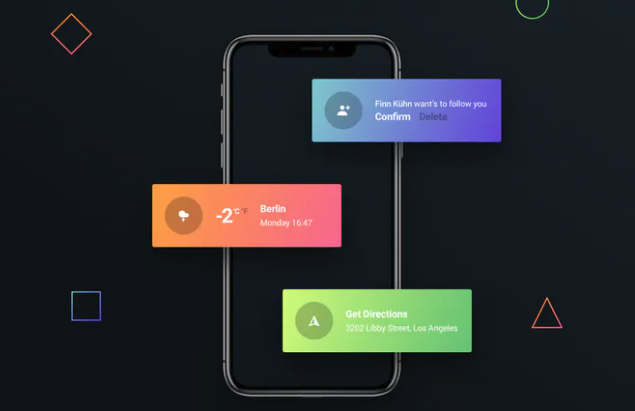 Finn Kühn want's to follow you
Confirm Delete
-2 °C °F
Berlin
Monday 16:47
Get Directions
3202 Libby Street, Los Angeles